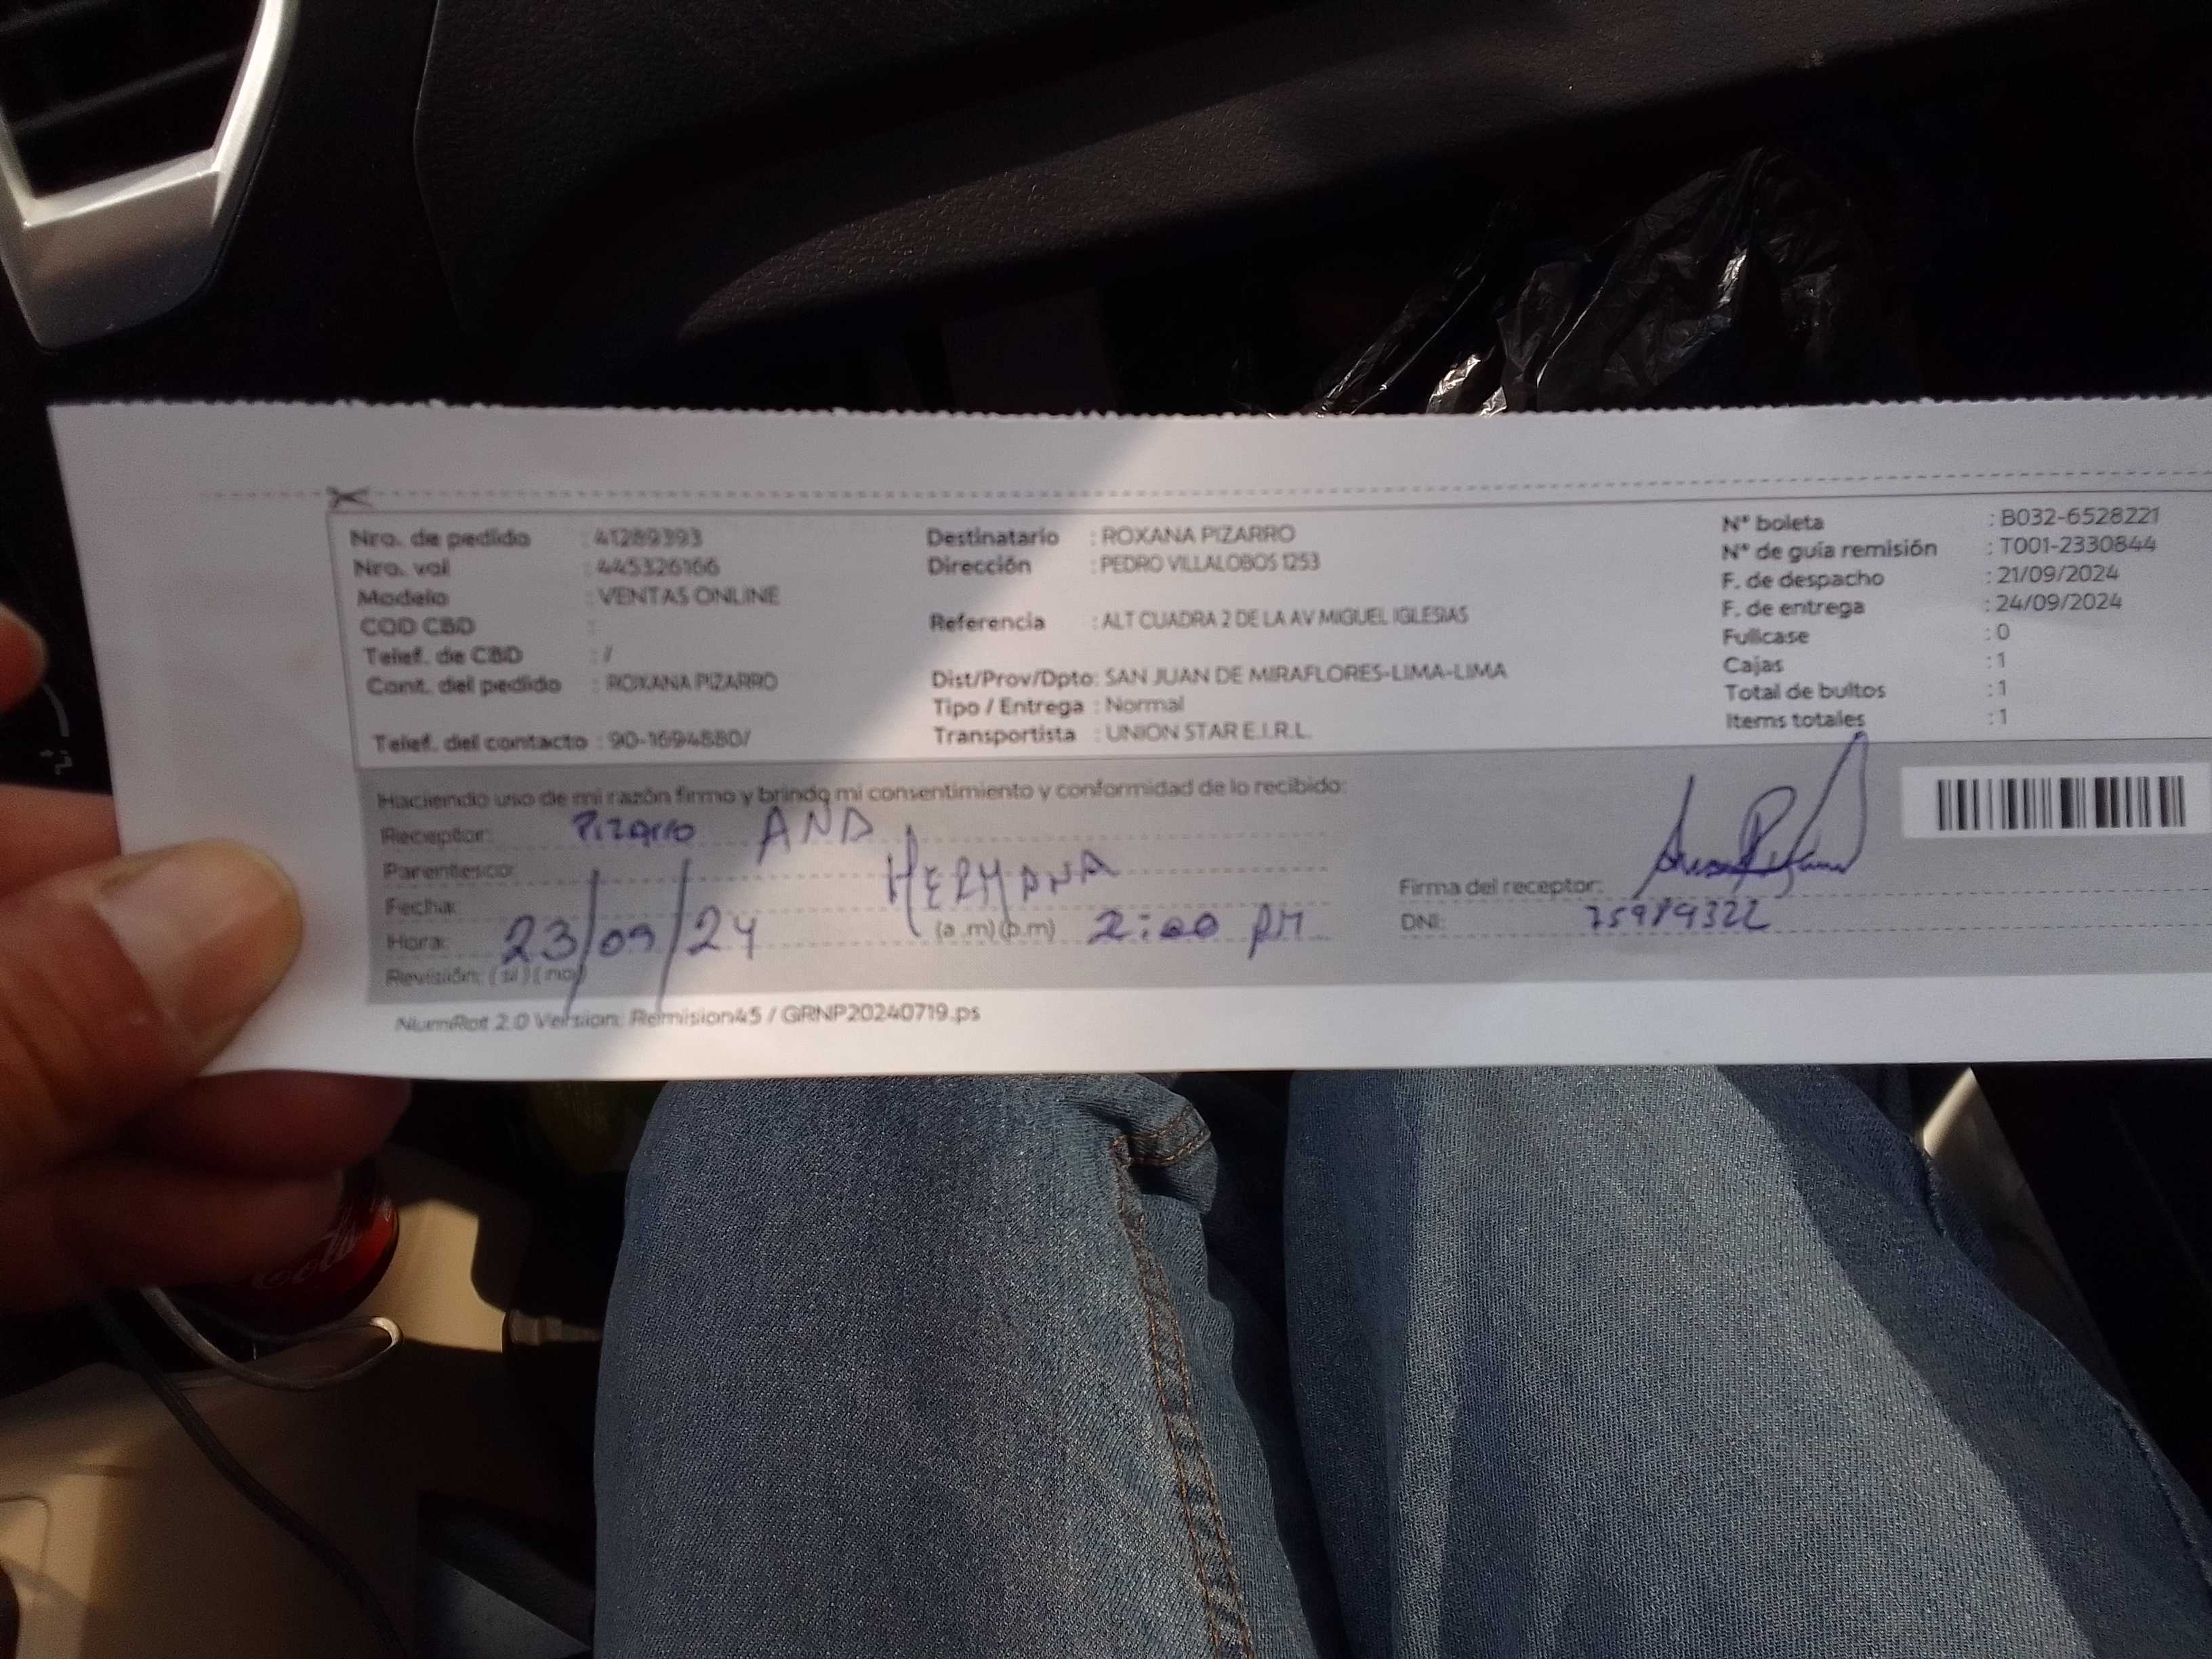 Nro. de pedido : 41289393
Nro. val : 445326166
Modelo : VENTAS ONLINE
COD CBD :
Telef. de CBD : /
Cont. del pedido : ROXANA PIZARRO
Telef. del contacto : 90-1694880/
Destinatario : ROXANA PIZARRO
Dirección : PEDRO VILLALOBOS 1253
Referencia : ALT CUADRA 2 DE LA AV MIGUEL IGLESIAS
Dist/Prov/Dpto: SAN JUAN DE MIRAFLORES-LIMA-LIMA
Tipo / Entrega : Normal
Transportista : UNION STAR E.I.R.L.
N° boleta : B032-6528221
N° de guía remisión : T001-2330844
F. de despacho : 21/09/2024
F. de entrega : 24/09/2024
Fullcase : 0
Cajas : 1
Total de bultos : 1
Items totales : 1
Haciendo uso de mi razón firmo y brindo mi consentimiento y conformidad de lo recibido:
Receptor: Pizarro ANA
Parentesco: HERMANA
Fecha: 23/09/24
Hora: (a.m) (p.m) 2:00 PM
Revisión: (si) (no)
Firma del receptor:
DNI:
NumRot 2.0 Version: Remision45 / GRNP20240719.ps